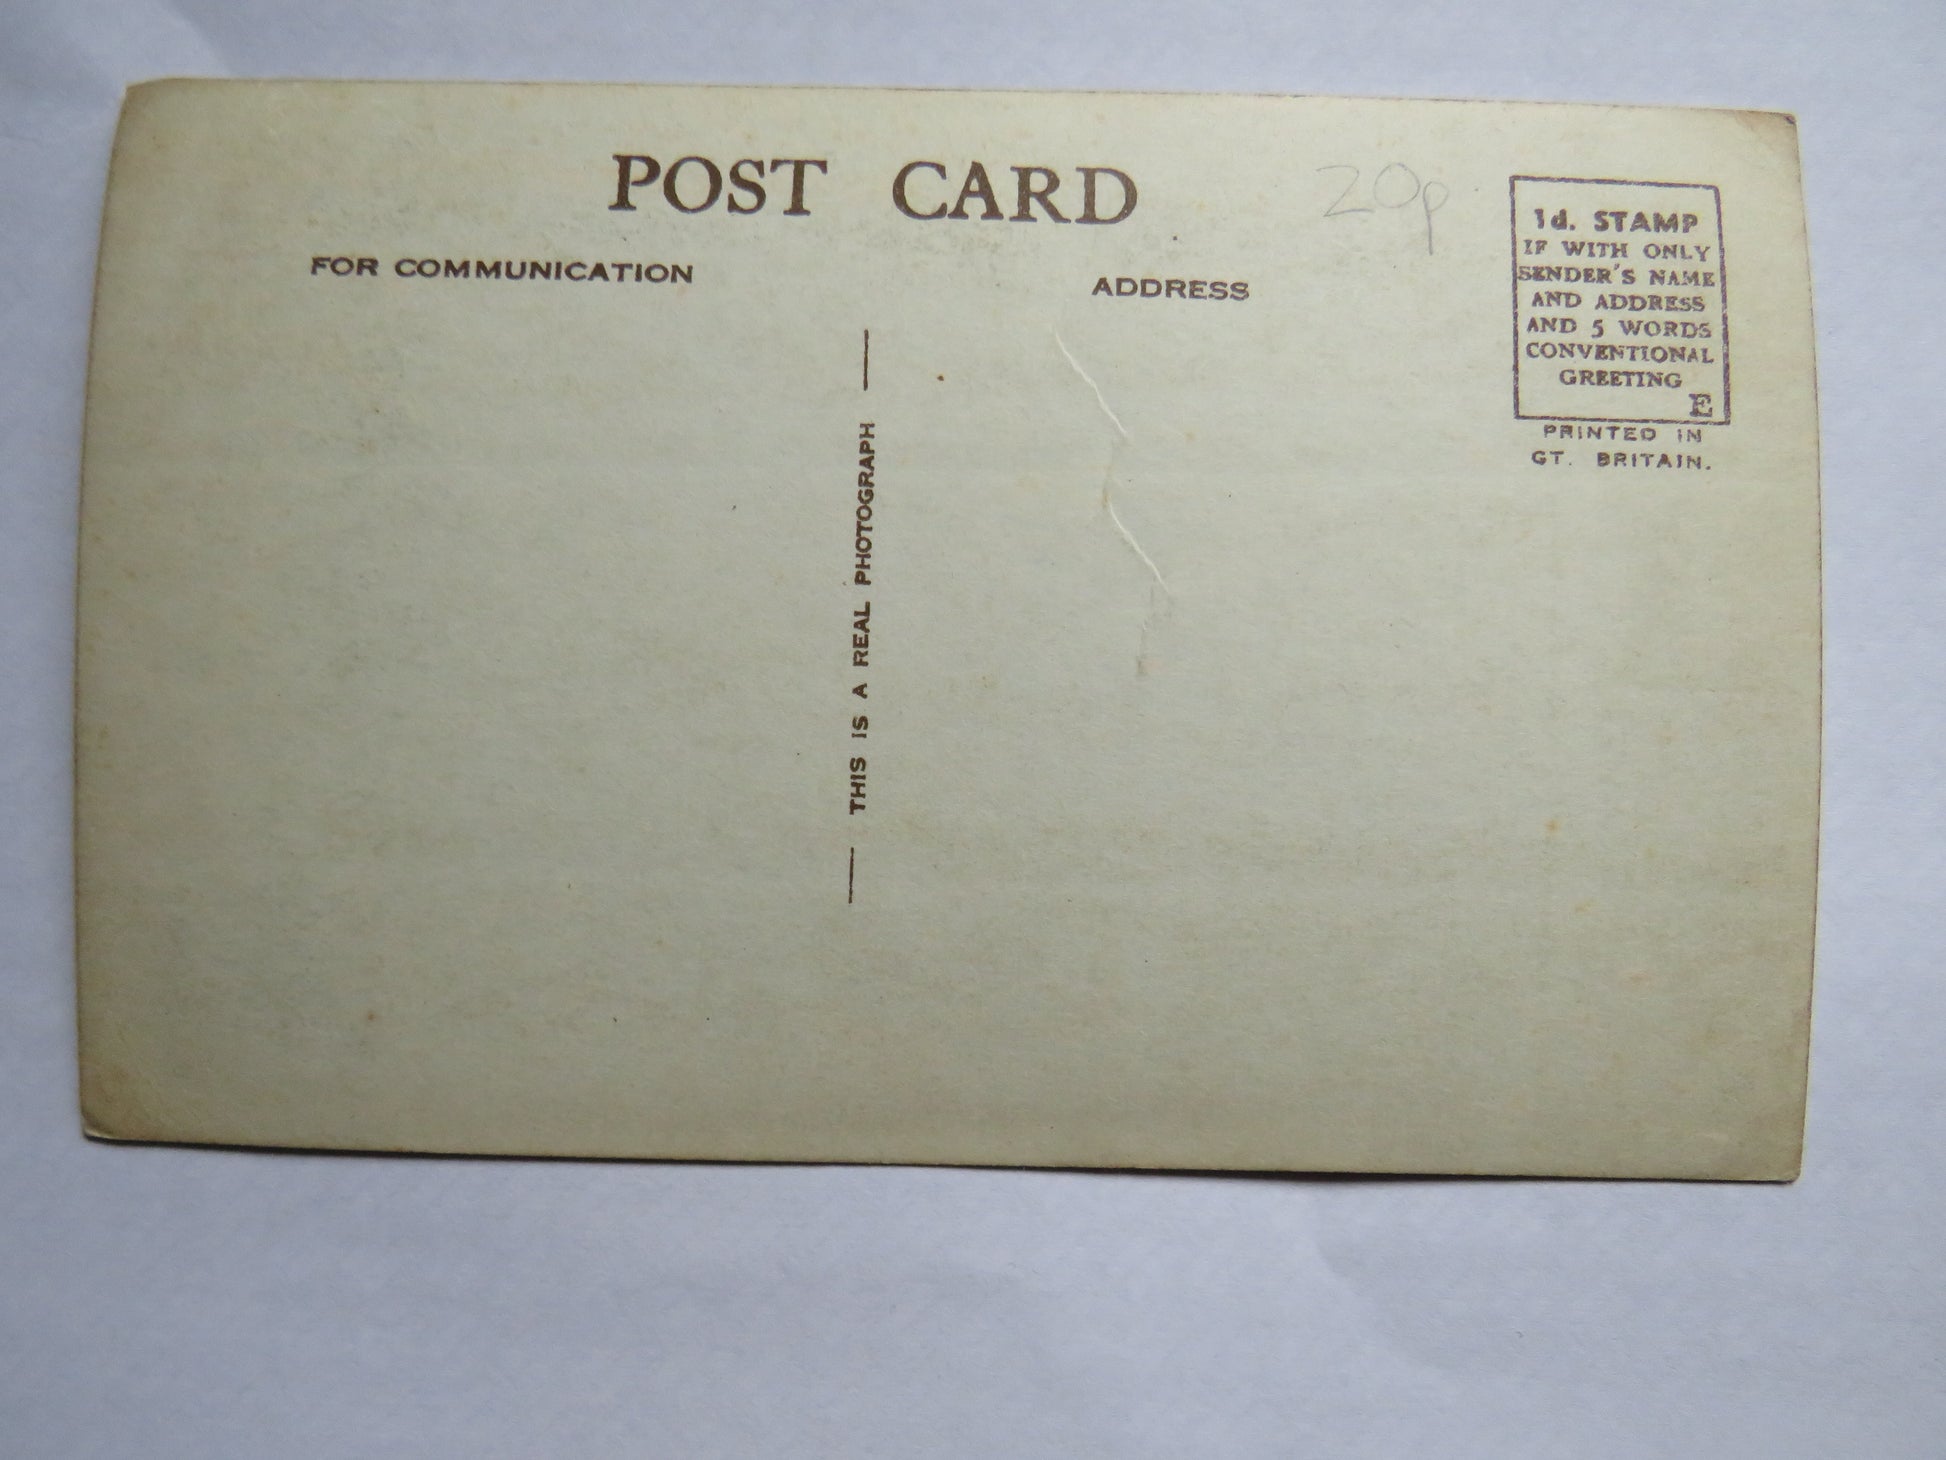 POST CARD
20p
FOR COMMUNICATION
ADDRESS
1d. STAMP
IF WITH ONLY
SENDER'S NAME
AND ADDRESS
AND 5 WORDS
CONVENTIONAL
GREETING
E
PRINTED IN
GT. BRITAIN.
THIS IS A REAL PHOTOGRAPH